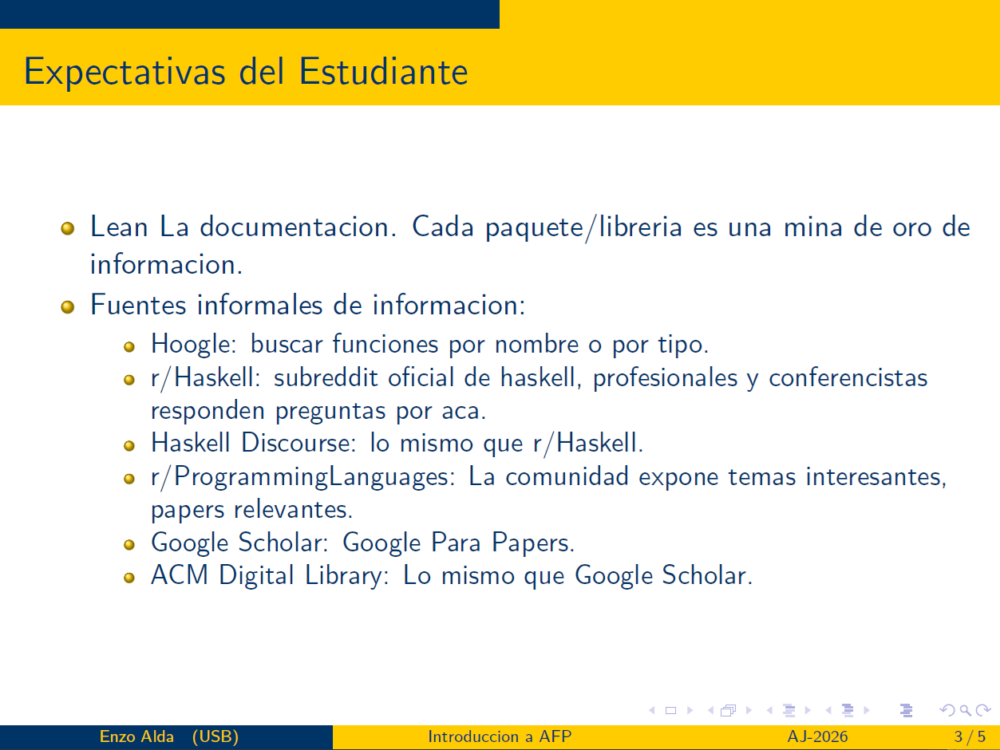 Expectativas del Estudiante
Lean La documentacion. Cada paquete/libreria es una mina de oro de
informacion.
Fuentes informales de informacion:
Hoogle: buscar funciones por nombre o por tipo.
r/Haskell: subreddit oficial de haskell, profesionales y conferencistas
responden preguntas por aca.
Haskell Discourse: lo mismo que r/Haskell.
r/ProgrammingLanguages: La comunidad expone temas interesantes,
papers relevantes.
Google Scholar: Google Para Papers.
ACM Digital Library: Lo mismo que Google Scholar.
Enzo Alda (USB) Introduccion a AFP AJ-2026 3 / 5